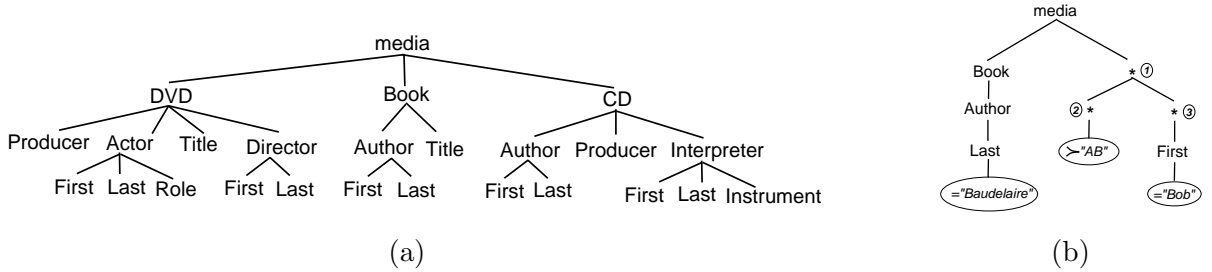 media
DVD Book CD
Producer Actor Title Director Author Title Author Producer Interpreter
First Last Role First Last First Last First Last First Last Instrument
(a)
media
Book * 1
Author 2 * * 3
Last ≻"AB" First
="Baudelaire" ="Bob"
(b)